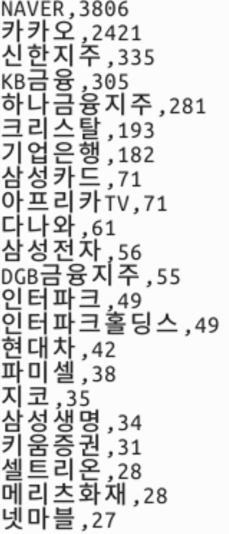 NAVER,3806
카카오,2421
신한지주,335
KB금융,305
하나금융지주,281
크리스탈,193
기업은행,182
삼성카드,71
아프리카TV,71
다나와,61
삼성전자,56
DGB금융지주,55
인터파크,49
인터파크홀딩스,49
현대차,42
파미셀,38
지코,35
삼성생명,34
키움증권,31
셀트리온,28
메리츠화재,28
넷마블,27